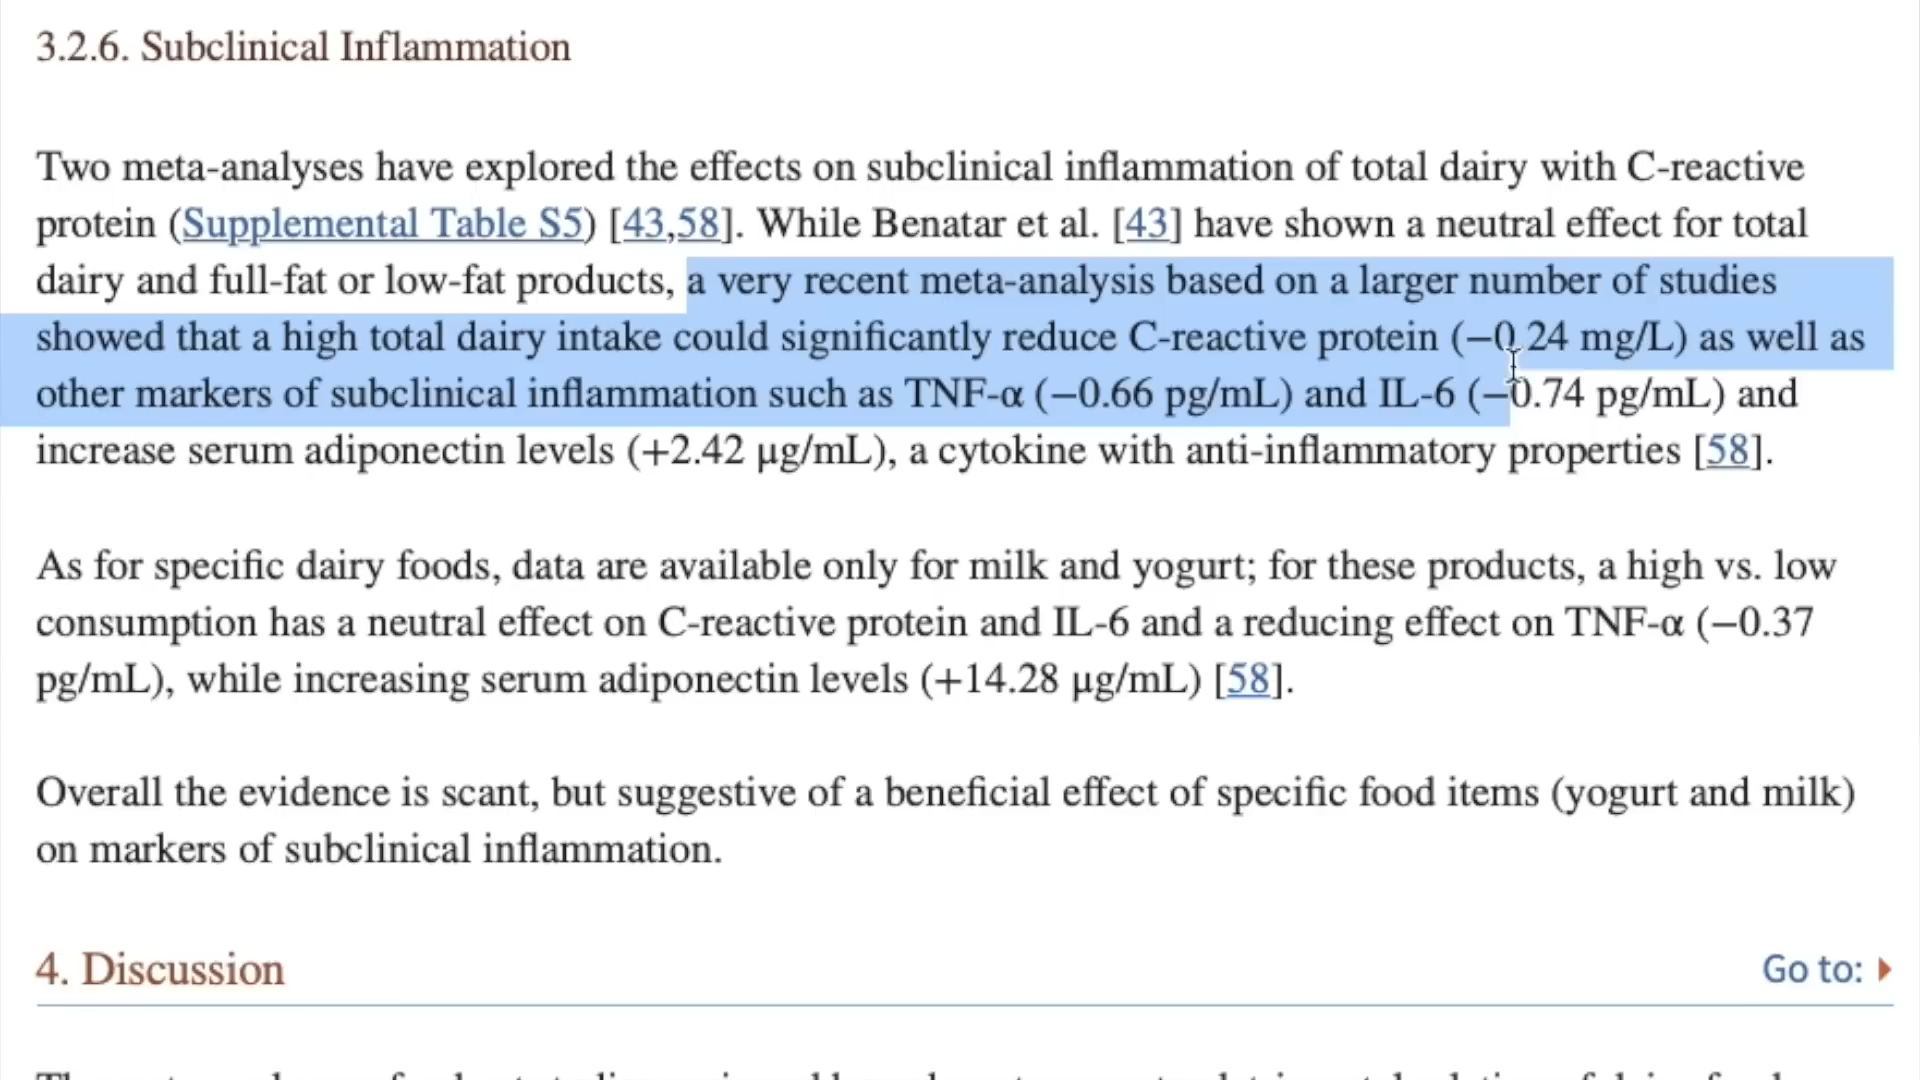 3.2.6. Subclinical Inflammation
Two meta-analyses have explored the effects on subclinical inflammation of total dairy with C-reactive
protein (Supplemental Table S5) [43,58]. While Benatar et al. [43] have shown a neutral effect for total
dairy and full-fat or low-fat products, a very recent meta-analysis based on a larger number of studies
showed that a high total dairy intake could significantly reduce C-reactive protein (−0.24 mg/L) as well as
other markers of subclinical inflammation such as TNF-α (−0.66 pg/mL) and IL-6 (−0.74 pg/mL) and
increase serum adiponectin levels (+2.42 μg/mL), a cytokine with anti-inflammatory properties [58].
As for specific dairy foods, data are available only for milk and yogurt; for these products, a high vs. low
consumption has a neutral effect on C-reactive protein and IL-6 and a reducing effect on TNF-α (−0.37
pg/mL), while increasing serum adiponectin levels (+14.28 μg/mL) [58].
Overall the evidence is scant, but suggestive of a beneficial effect of specific food items (yogurt and milk)
on markers of subclinical inflammation.
4. Discussion
Go to: